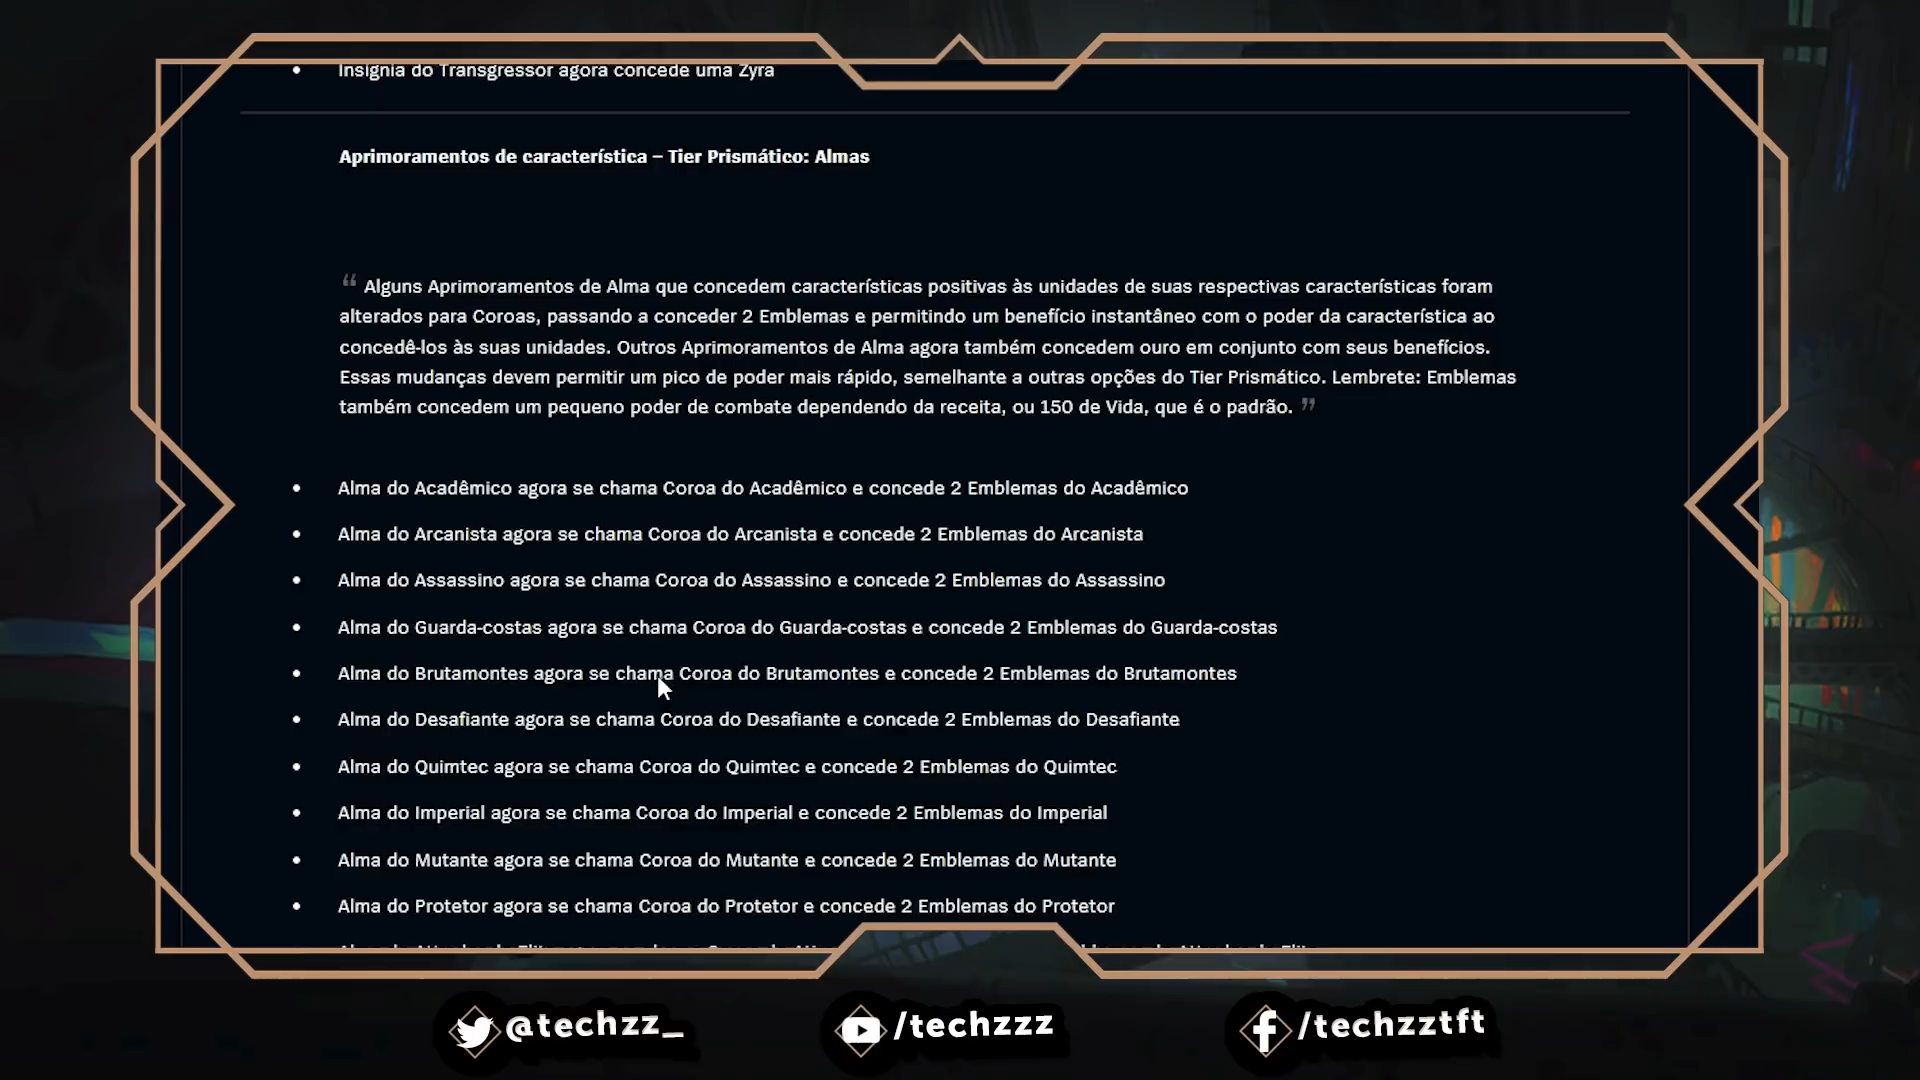 Insígnia do Transgressor agora concede uma Zyra
Aprimoramentos de característica – Tier Prismático: Almas
“ Alguns Aprimoramentos de Alma que concedem características positivas às unidades de suas respectivas características foram
alterados para Coroas, passando a conceder 2 Emblemas e permitindo um benefício instantâneo com o poder da característica ao
concedê-los às suas unidades. Outros Aprimoramentos de Alma agora também concedem ouro em conjunto com seus benefícios.
Essas mudanças devem permitir um pico de poder mais rápido, semelhante a outras opções do Tier Prismático. Lembrete: Emblemas
também concedem um pequeno poder de combate dependendo da receita, ou 150 de Vida, que é o padrão. ”
• Alma do Acadêmico agora se chama Coroa do Acadêmico e concede 2 Emblemas do Acadêmico
• Alma do Arcanista agora se chama Coroa do Arcanista e concede 2 Emblemas do Arcanista
• Alma do Assassino agora se chama Coroa do Assassino e concede 2 Emblemas do Assassino
• Alma do Guarda-costas agora se chama Coroa do Guarda-costas e concede 2 Emblemas do Guarda-costas
• Alma do Brutamontes agora se chama Coroa do Brutamontes e concede 2 Emblemas do Brutamontes
• Alma do Desafiante agora se chama Coroa do Desafiante e concede 2 Emblemas do Desafiante
• Alma do Quimtec agora se chama Coroa do Quimtec e concede 2 Emblemas do Quimtec
• Alma do Imperial agora se chama Coroa do Imperial e concede 2 Emblemas do Imperial
• Alma do Mutante agora se chama Coroa do Mutante e concede 2 Emblemas do Mutante
• Alma do Protetor agora se chama Coroa do Protetor e concede 2 Emblemas do Protetor
@techzz_
/techzzz
/techzztft